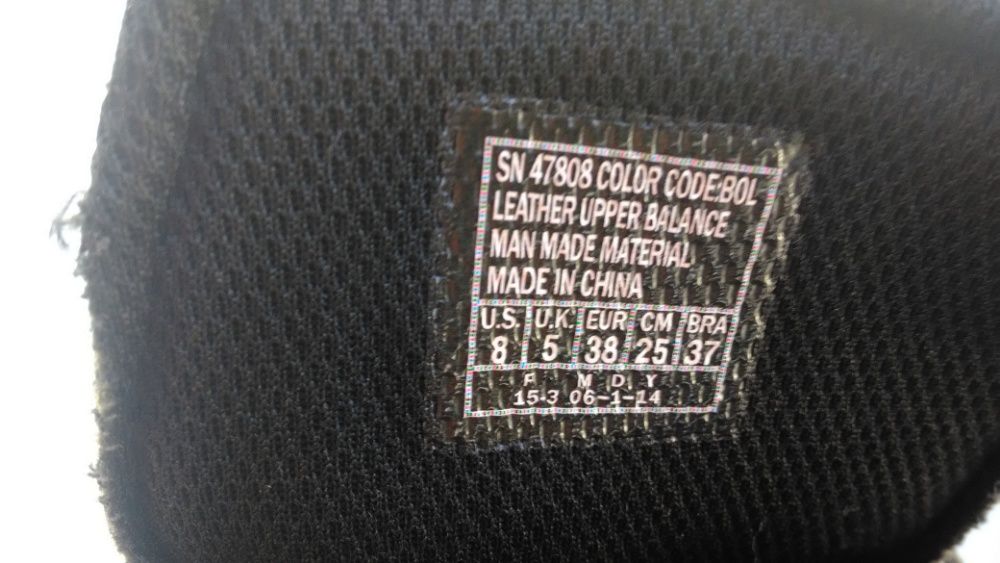 SN 47808 COLOR CODE:BOL
LEATHER UPPER BALANCE
MAN MADE MATERIAL
MADE IN CHINA
U.S. U.K. EUR CM BRA
8 5 38 25 37
F M D Y
15-3 06-1-14